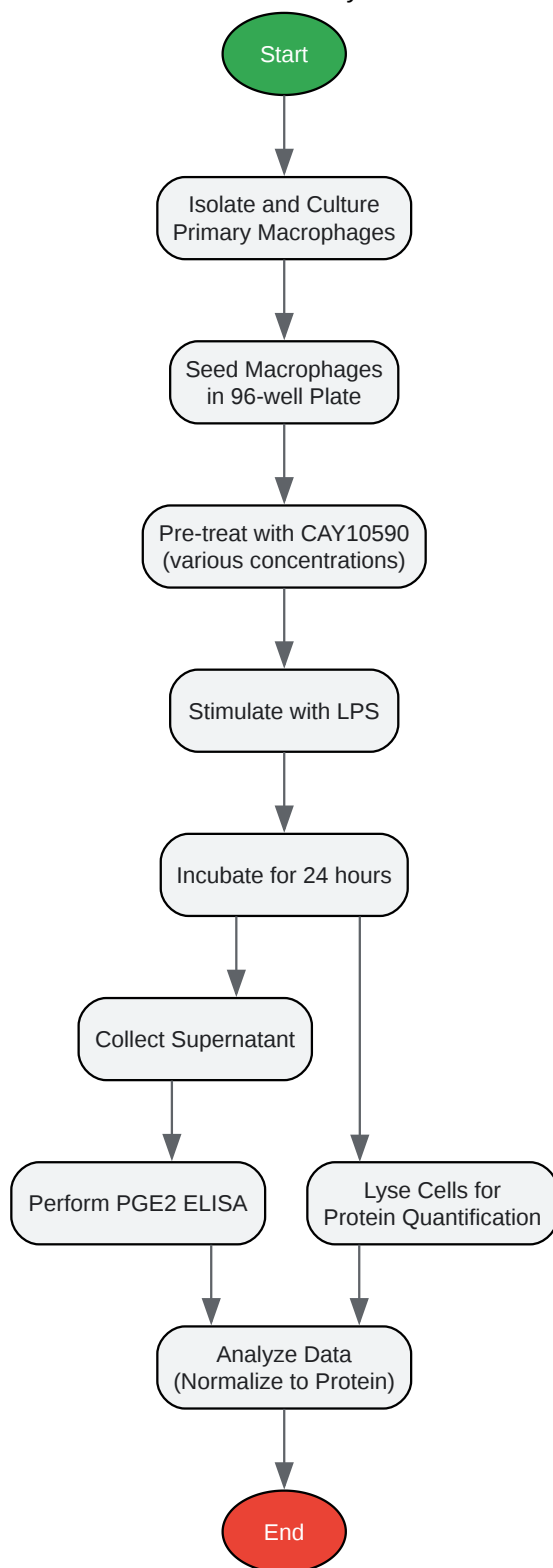 Start
Isolate and Culture
Primary Macrophages
Seed Macrophages
in 96-well Plate
Pre-treat with CAY10590
(various concentrations)
Stimulate with LPS
Incubate for 24 hours
Collect Supernatant
Perform PGE2 ELISA
Lyse Cells for
Protein Quantification
Analyze Data
(Normalize to Protein)
End